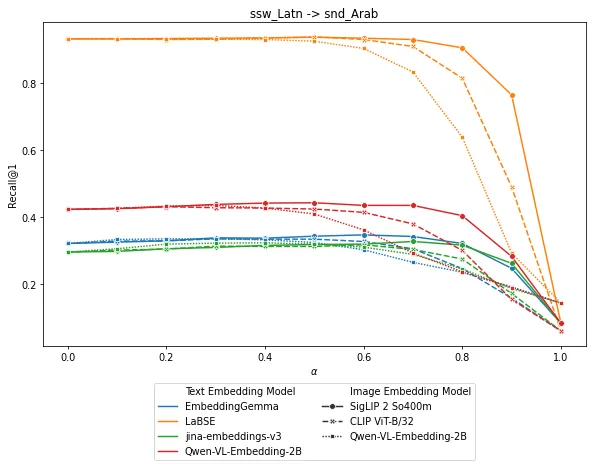 ssw_Latn -> snd_Arab
Recall@1
0.8
0.6
0.4
0.2
0.0 0.2 0.4 0.6 0.8 1.0
α
Text Embedding Model Image Embedding Model
EmbeddingGemma SigLIP 2 So400m
LaBSE CLIP ViT-B/32
jina-embeddings-v3 Qwen-VL-Embedding-2B
Qwen-VL-Embedding-2B